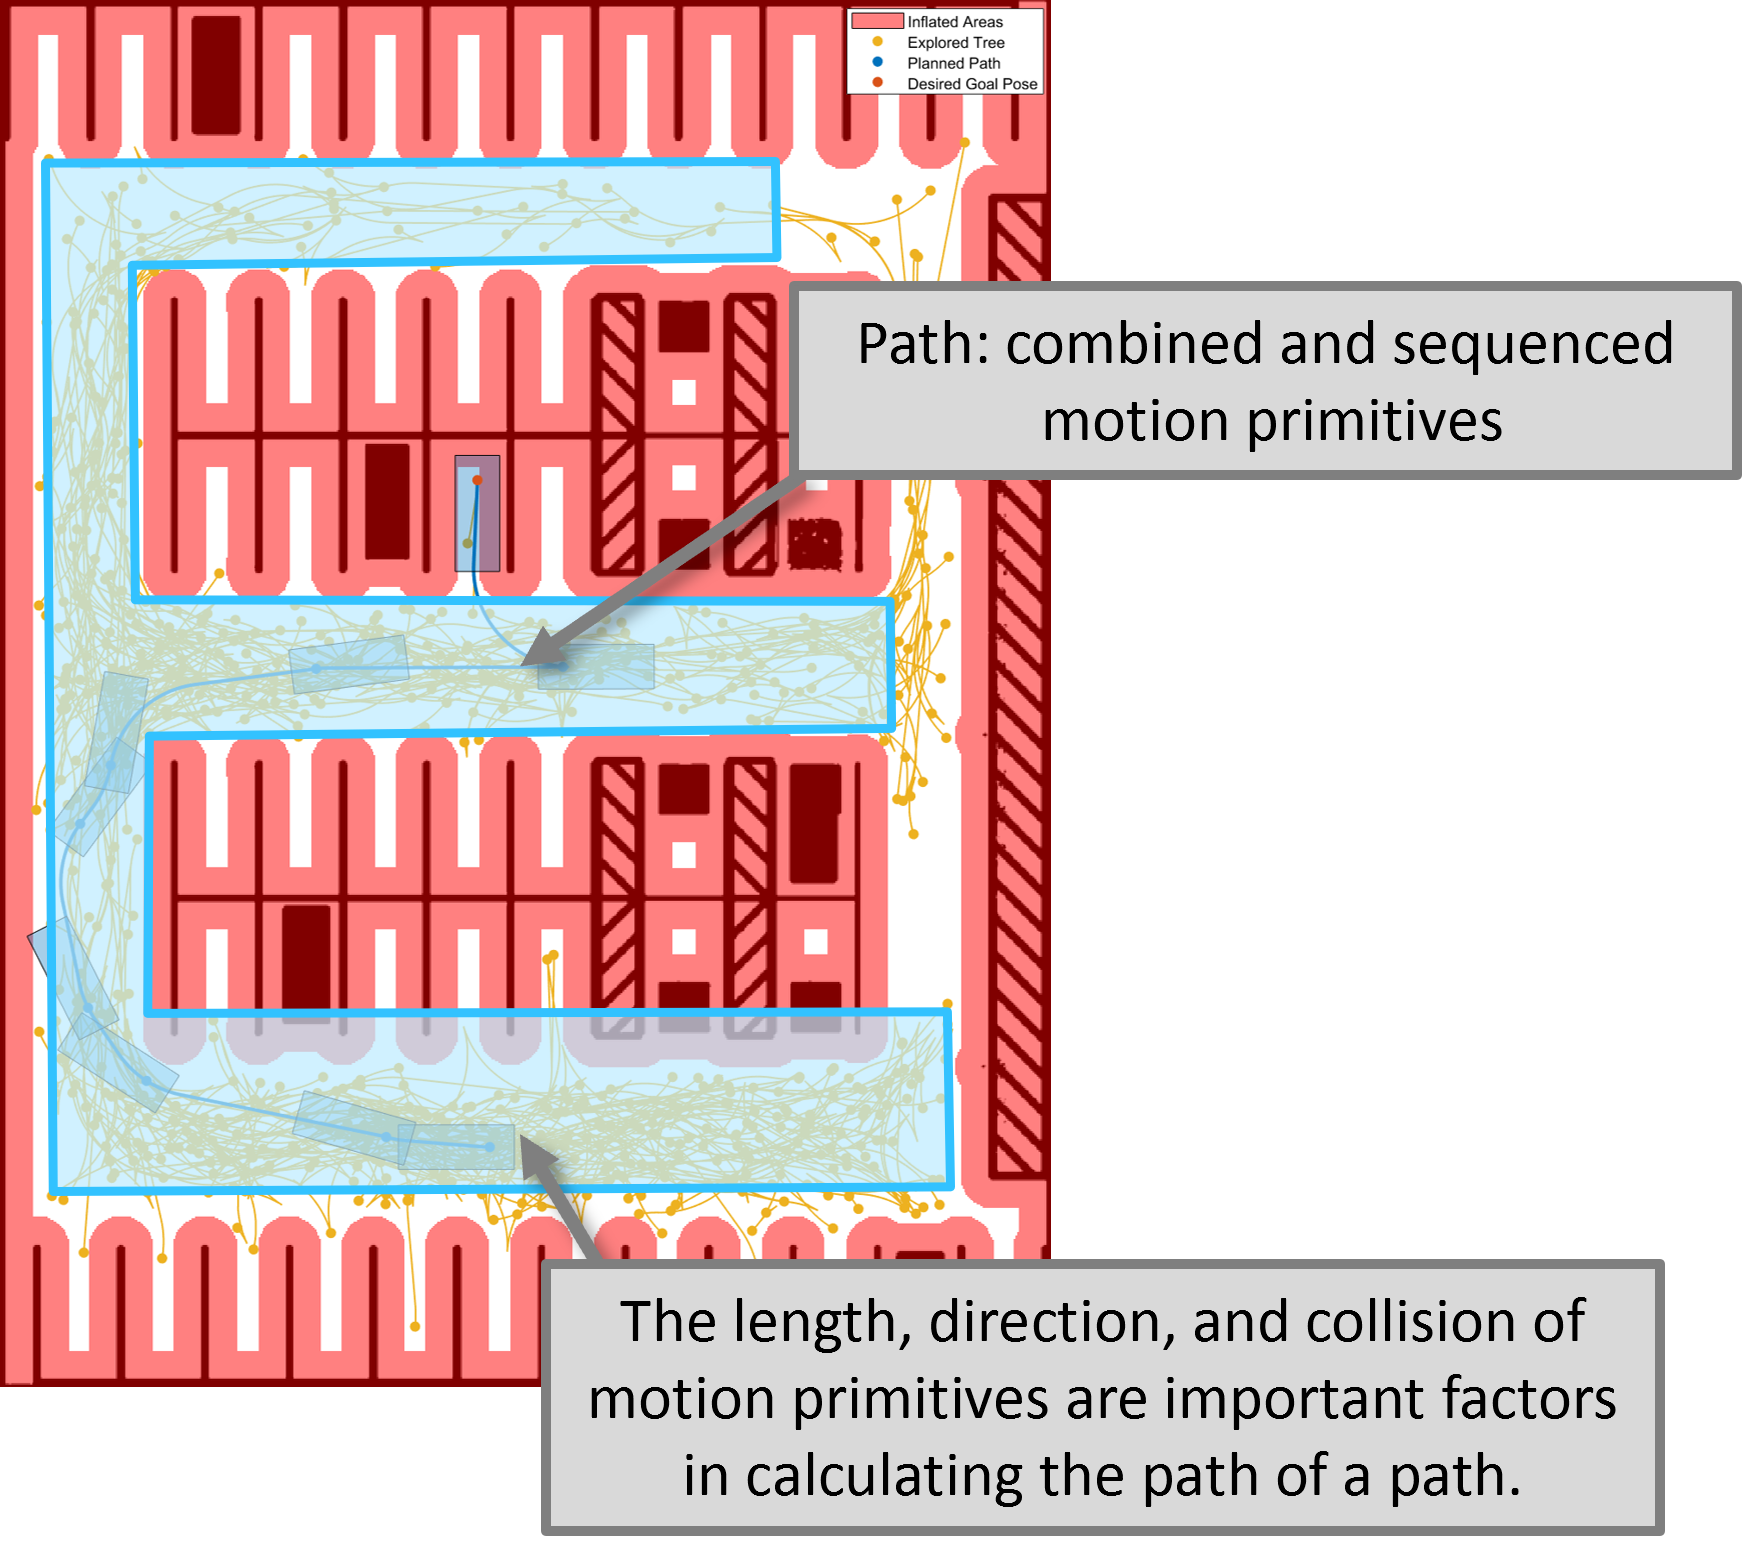 Inflated Areas
Explored Tree
Planned Path
Desired Goal Pose
Path: combined and sequenced
motion primitives
The length, direction, and collision of
motion primitives are important factors
in calculating the path of a path.